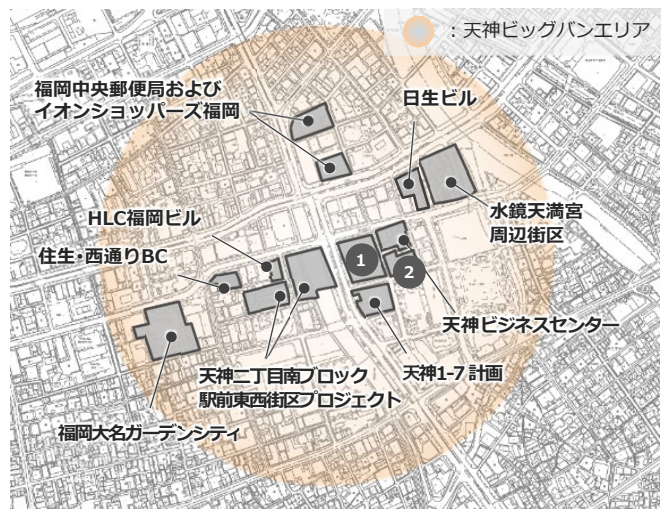 ：天神ビッグバンエリア
福岡中央郵便局および
イオンショッパーズ福岡
日生ビル
水鏡天満宮
周辺街区
HLC福岡ビル
住生・西通りBC
1
2
天神ビジネスセンター
天神二丁目南ブロック
駅前東西街区プロジェクト
天神1-7 計画
福岡大名ガーデンシティ